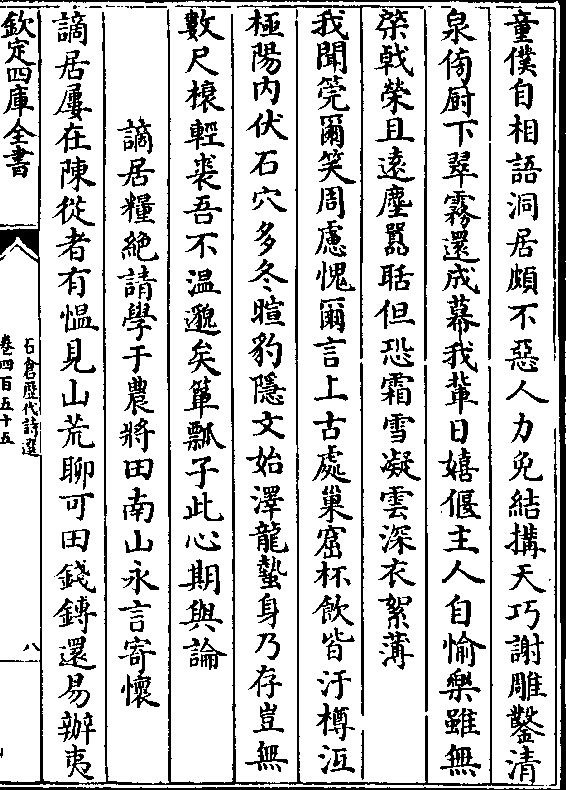 童僕自相語洞居頗不惡人力免結搆天巧謝雕鑿清
泉傍厨下翠霧還成幕我輩日嬉偃主人自愉樂雖無
棨戟榮且遠塵囂聒但恐霜雪凝雲深衣絮薄
我聞莞爾笑周慮愧爾言上古處巢窟杯飲皆汙樽沍
極陽内伏石穴多冬暄豹隱文始澤龍蟄身乃存豈無
數尺榱輕裘吾不温邈矣簞瓢子此心期與論
謫居糧絶請學于農將田南山永言寄懷
謫居屢在陳從者有愠見山荒聊可田錢鎛還易辦夷
欽定四庫全書
石倉歷代詩選
卷四百五十五
八